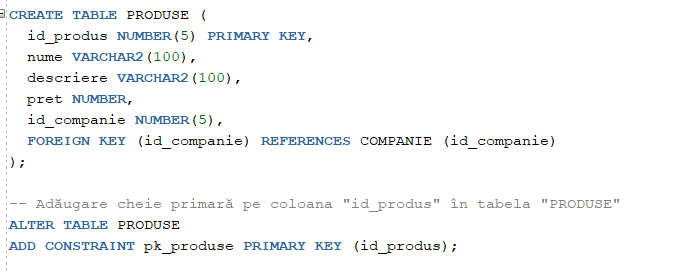 CREATE TABLE PRODUSE (
  id_produs NUMBER(5) PRIMARY KEY,
  nume VARCHAR2(100),
  descriere VARCHAR2(100),
  pret NUMBER,
  id_companie NUMBER(5),
  FOREIGN KEY (id_companie) REFERENCES COMPANIE (id_companie)
);
-- Adăugare cheie primară pe coloana "id_produs" în tabela "PRODUSE"
ALTER TABLE PRODUSE
ADD CONSTRAINT pk_produse PRIMARY KEY (id_produs);